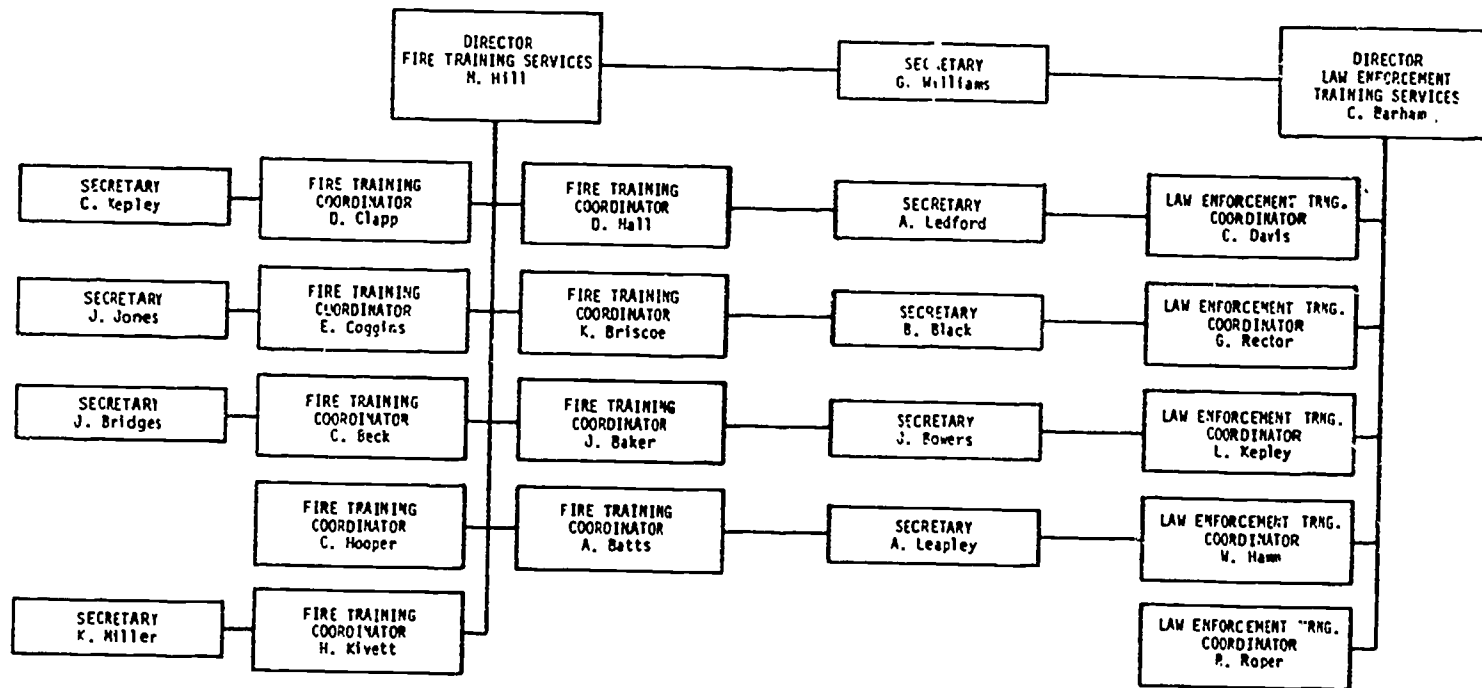 DIRECTOR
FIRE TRAINING SERVICES
M. Hill
SECRETARY
G. Williams
DIRECTOR
LAW ENFORCEMENT
TRAINING SERVICES
C. Barham
SECRETARY
C. Kepley
FIRE TRAINING
COORDINATOR
D. Clapp
FIRE TRAINING
COORDINATOR
D. Hall
SECRETARY
A. Ledford
LAW ENFORCEMENT TRNG.
COORDINATOR
C. Davis
SECRETARY
J. Jones
FIRE TRAINING
COORDINATOR
E. Coggins
FIRE TRAINING
COORDINATOR
K. Briscoe
SECRETARY
B. Black
LAW ENFORCEMENT TRNG.
COORDINATOR
G. Rector
SECRETARY
J. Bridges
FIRE TRAINING
COORDINATOR
C. Beck
FIRE TRAINING
COORDINATOR
J. Baker
SECRETARY
J. Bowers
LAW ENFORCEMENT TRNG.
COORDINATOR
L. Kepley
FIRE TRAINING
COORDINATOR
C. Hooper
FIRE TRAINING
COORDINATOR
A. Batts
SECRETARY
A. Leapley
LAW ENFORCEMENT TRNG.
COORDINATOR
W. Hamm
SECRETARY
K. Miller
FIRE TRAINING
COORDINATOR
H. Kivett
LAW ENFORCEMENT TRNG.
COORDINATOR
Roper